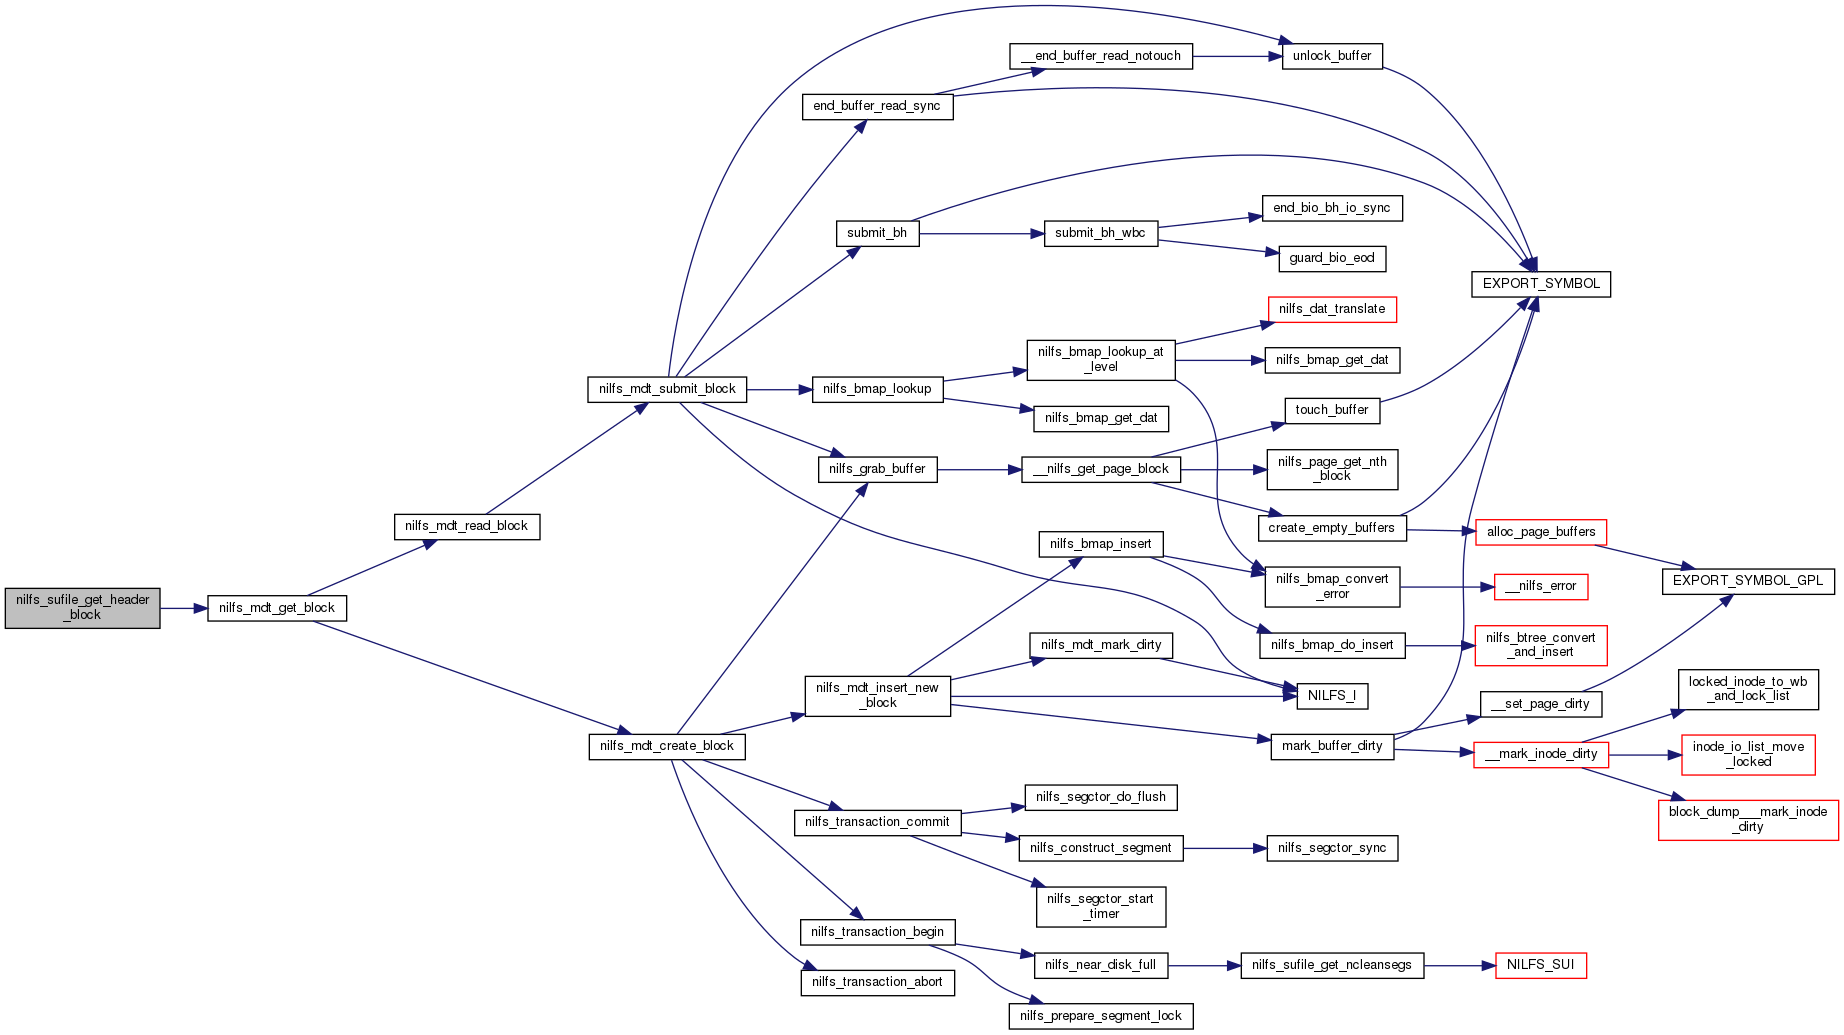 nilfs_sufile_get_header
_block
nilfs_mdt_get_block
nilfs_mdt_read_block
nilfs_mdt_create_block
nilfs_mdt_submit_block
end_buffer_read_sync
submit_bh
nilfs_bmap_lookup
nilfs_grab_buffer
nilfs_mdt_insert_new
_block
nilfs_transaction_commit
nilfs_transaction_begin
nilfs_transaction_abort
__end_buffer_read_notouch
submit_bh_wbc
nilfs_bmap_lookup_at
_level
nilfs_bmap_get_dat
__nilfs_get_page_block
nilfs_bmap_insert
nilfs_mdt_mark_dirty
nilfs_segctor_do_flush
nilfs_construct_segment
nilfs_segctor_start
_timer
nilfs_near_disk_full
nilfs_prepare_segment_lock
unlock_buffer
end_bio_bh_io_sync
guard_bio_eod
nilfs_dat_translate
nilfs_bmap_get_dat
touch_buffer
nilfs_page_get_nth
_block
create_empty_buffers
nilfs_bmap_convert
_error
nilfs_bmap_do_insert
NILFS_I
mark_buffer_dirty
nilfs_segctor_sync
nilfs_sufile_get_ncleansegs
EXPORT_SYMBOL
alloc_page_buffers
__nilfs_error
nilfs_btree_convert
_and_insert
__set_page_dirty
__mark_inode_dirty
NILFS_SUI
EXPORT_SYMBOL_GPL
locked_inode_to_wb
_and_lock_list
inode_io_list_move
_locked
block_dump___mark_inode
_dirty